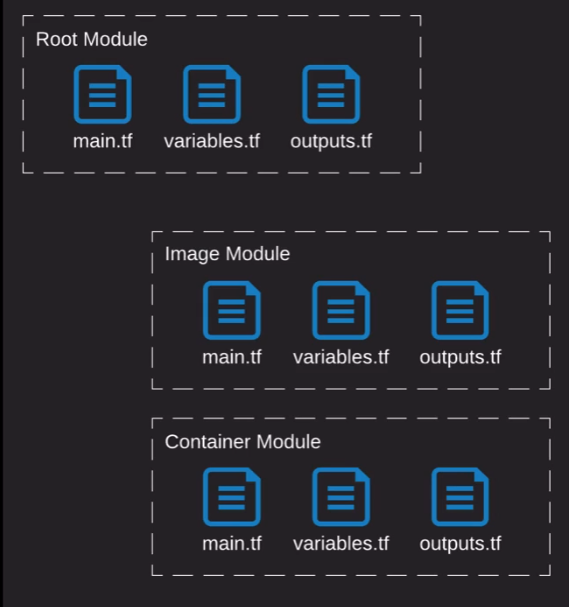 Root Module
main.tf variables.tf outputs.tf
Image Module
main.tf variables.tf outputs.tf
Container Module
main.tf variables.tf outputs.tf